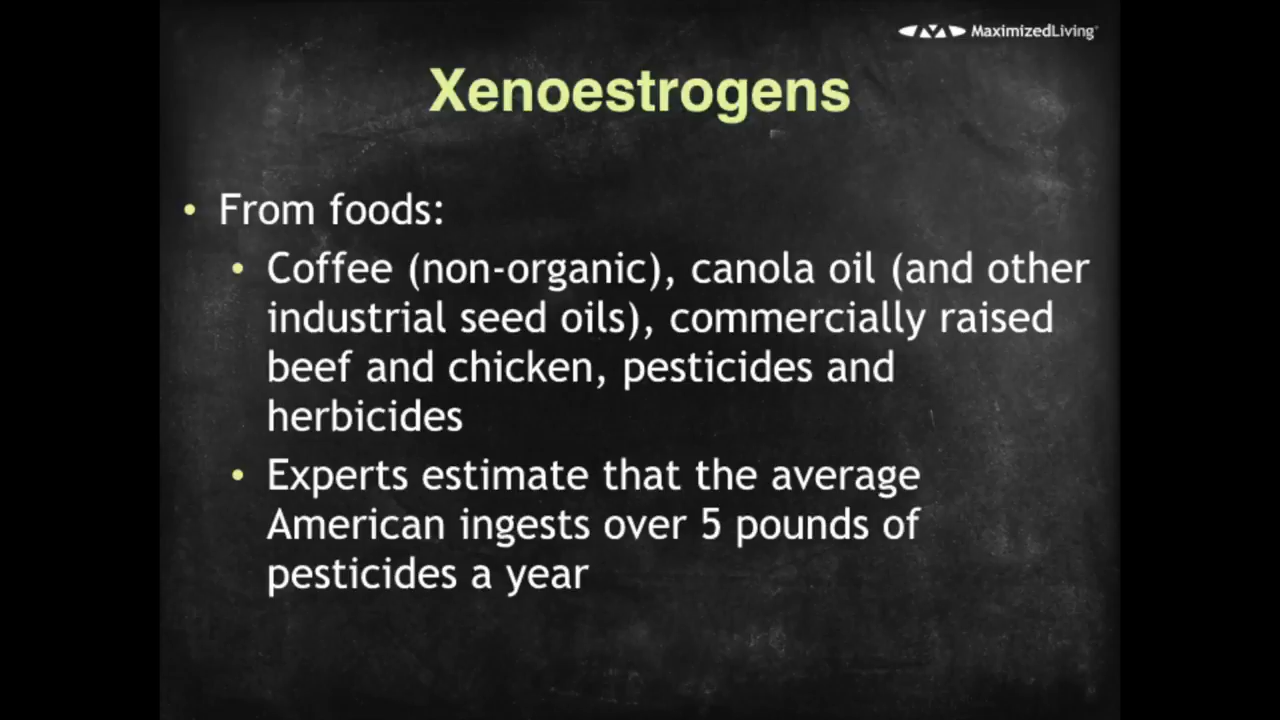 MaximizedLiving
Xenoestrogens
• From foods:
• Coffee (non-organic), canola oil (and other
industrial seed oils), commercially raised
beef and chicken, pesticides and
herbicides
• Experts estimate that the average
American ingests over 5 pounds of
pesticides a year